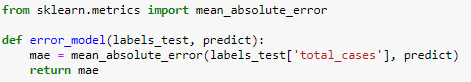 from sklearn.metrics import mean_absolute_error
def error_model(labels_test, predict):
    mae = mean_absolute_error(labels_test['total_cases'], predict)
    return mae